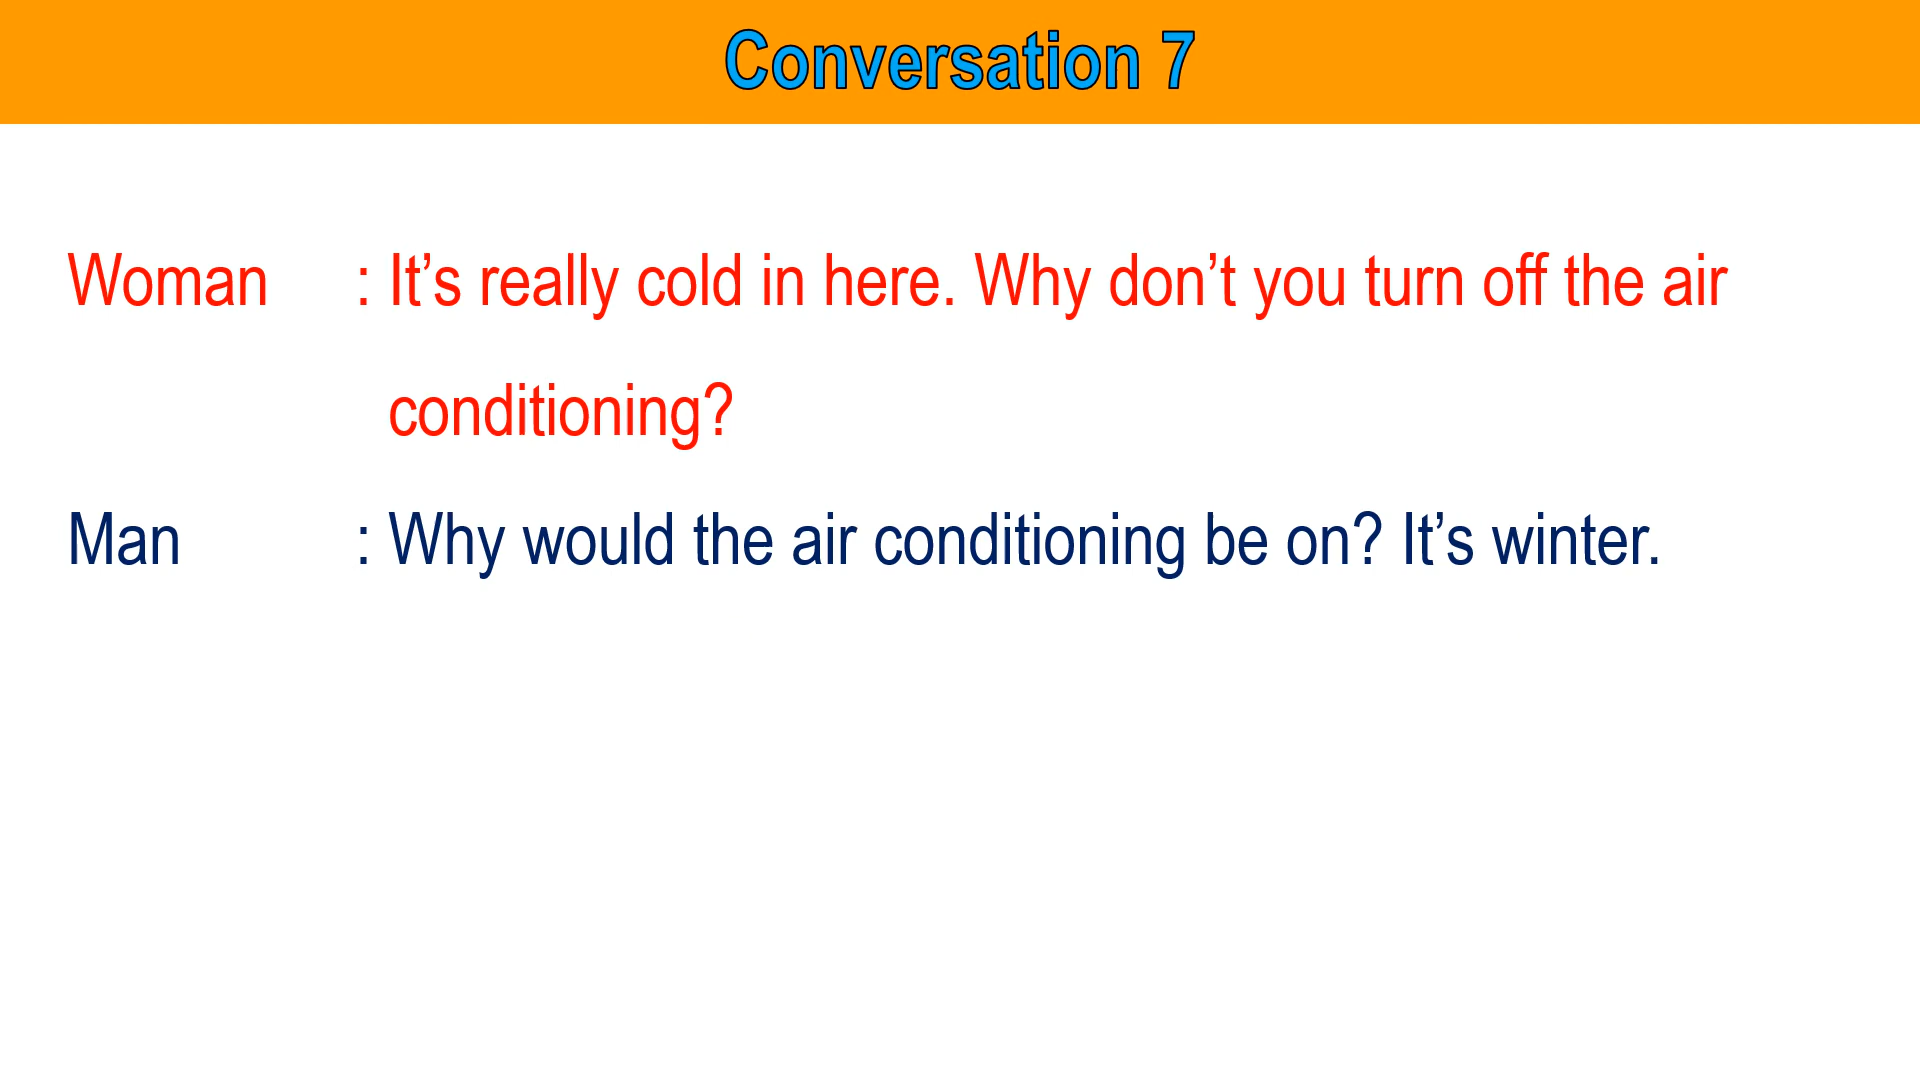 Conversation 7
Woman : It’s really cold in here. Why don’t you turn off the air
conditioning?
Man : Why would the air conditioning be on? It’s winter.